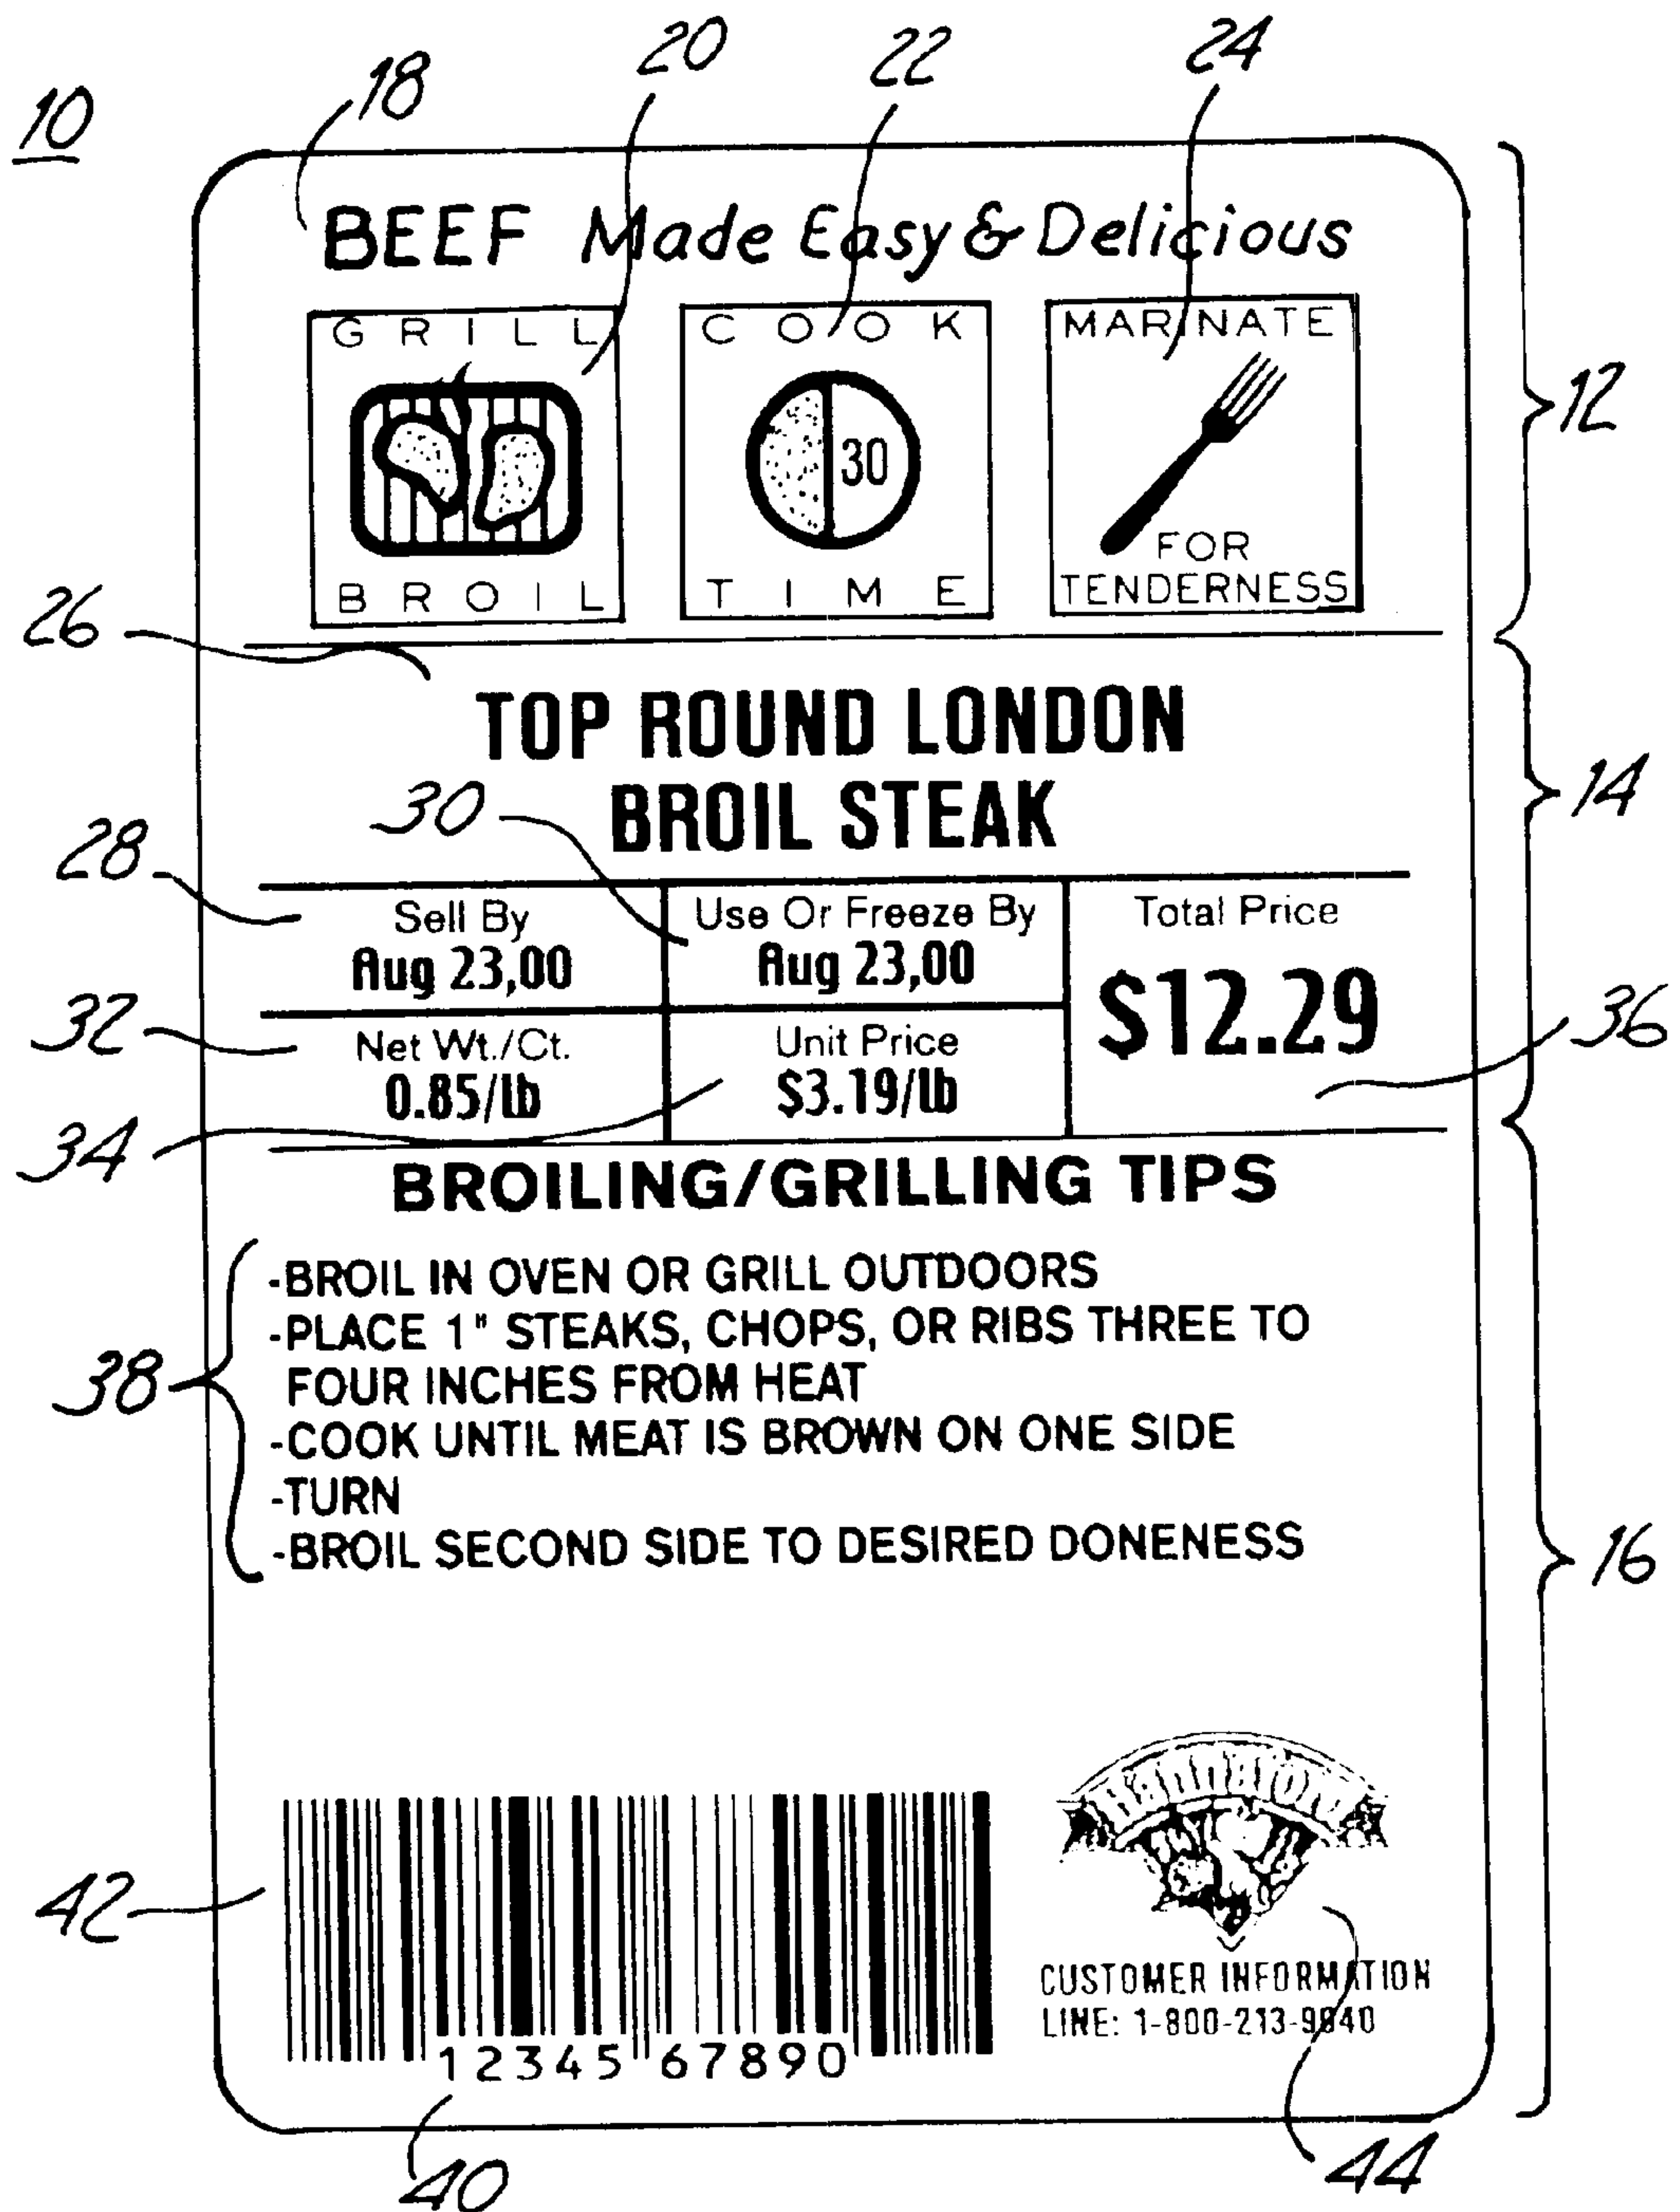 10
18
20
22
24
BEEF Made Easy & Delicious
GRILL
BROIL
COOK
30
TIME
MARINATE
FOR
TENDERNESS
12
26
TOP ROUND LONDON
BROIL STEAK
14
30
28
Sell By
Aug 23,00
Use Or Freeze By
Aug 23,00
Total Price
$12.29
32
Net Wt./Ct.
0.85/lb
Unit Price
$3.19/lb
36
34
BROILING/GRILLING TIPS
38
-BROIL IN OVEN OR GRILL OUTDOORS
-PLACE 1" STEAKS, CHOPS, OR RIBS THREE TO
FOUR INCHES FROM HEAT
-COOK UNTIL MEAT IS BROWN ON ONE SIDE
-TURN
-BROIL SECOND SIDE TO DESIRED DONENESS
16
42
12345 67890
Hannaford
CUSTOMER INFORMATION
LINE: 1-800-213-9040
40
44